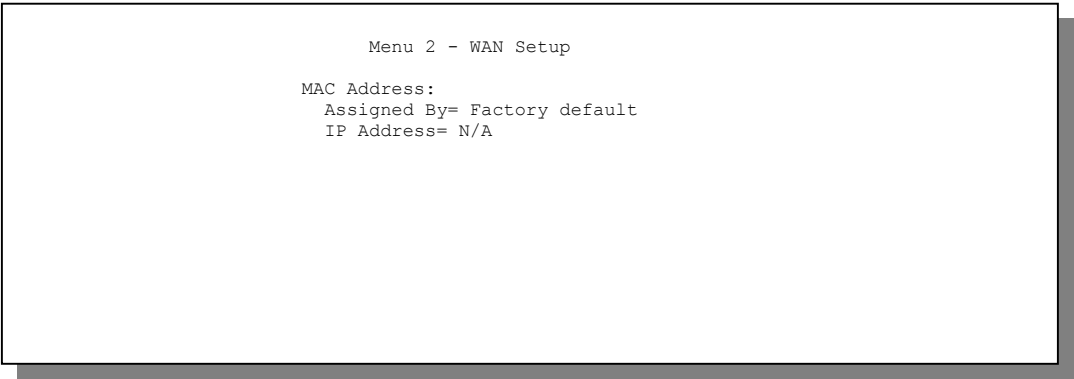 Menu 2 - WAN Setup
MAC Address:
Assigned By= Factory default
IP Address= N/A